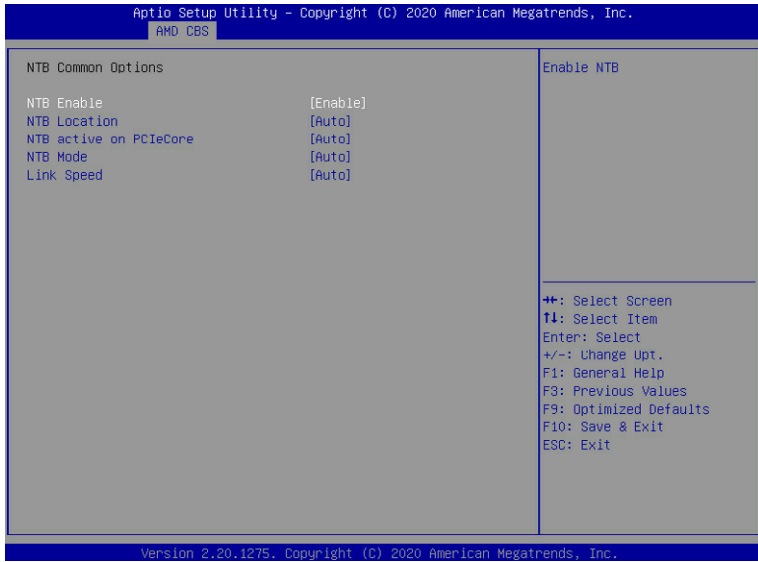 Aptio Setup Utility – Copyright (C) 2020 American Megatrends, Inc.
AMD CBS
NTB Common Options
Enable NTB
NTB Enable [Enable]
NTB Location [Auto]
NTB active on PCIeCore [Auto]
NTB Mode [Auto]
Link Speed [Auto]
→←: Select Screen
↑↓: Select Item
Enter: Select
+/-: Change Opt.
F1: General Help
F3: Previous Values
F9: Optimized Defaults
F10: Save & Exit
ESC: Exit
Version 2.20.1275. Copyright (C) 2020 American Megatrends, Inc.